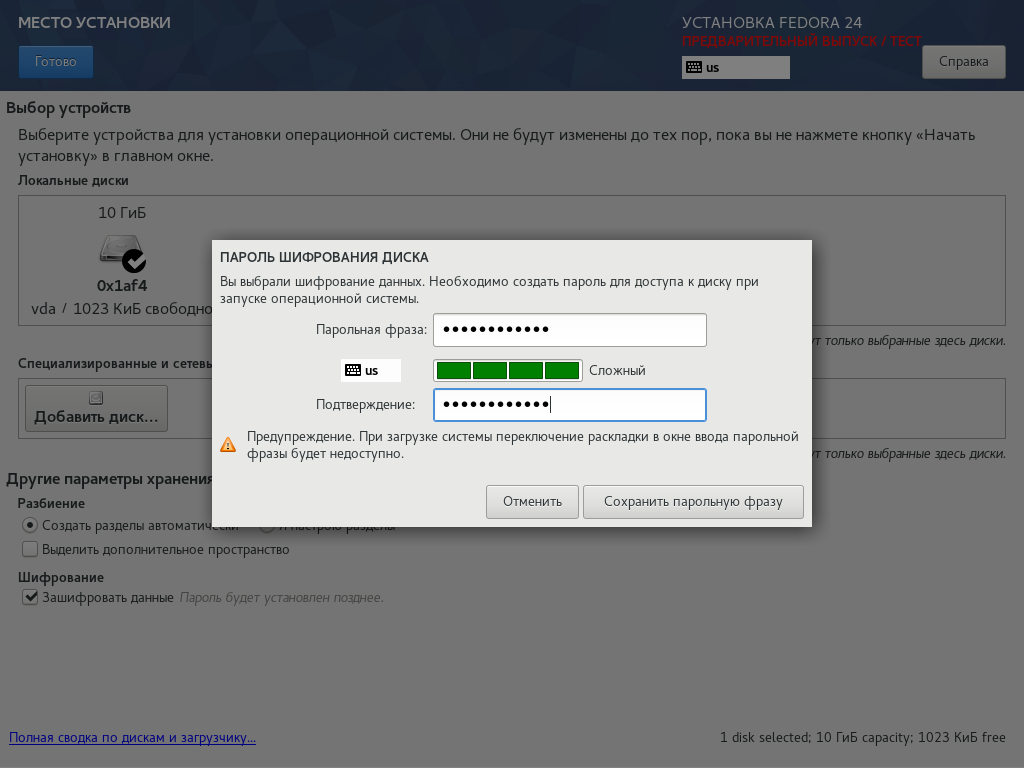 МЕСТО УСТАНОВКИ
УСТАНОВКА FEDORA 24
ПРЕДВАРИТЕЛЬНЫЙ ВЫПУСК / ТЕСТ
Готово
us
Справка
Выбор устройств
Выберите устройства для установки операционной системы. Они не будут изменены до тех пор, пока вы не нажмете кнопку «Начать
установку» в главном окне.
Локальные диски
10 ГиБ
0x1af4
vda / 1023 КиБ свободно
только выбранные здесь диски.
ПАРОЛЬ ШИФРОВАНИЯ ДИСКА
Вы выбрали шифрование данных. Необходимо создать пароль для доступа к диску при
запуске операционной системы.
Парольная фраза: ●●●●●●●●●●●●
us
Сложный
Подтверждение: ●●●●●●●●●●●●
Предупреждение. При загрузке системы переключение раскладки в окне ввода парольной
фразы будет недоступно.
Отменить
Сохранить парольную фразу
Специализированные и
Добавить диск...
только выбранные здесь диски.
Другие параметры хранения
Разбиение
Создать разделы автоматически
Я настрою разделы
Выделить дополнительное пространство
Шифрование
Зашифровать данные Пароль будет установлен позднее.
Полная сводка по дискам и загрузчику...
1 disk selected; 10 ГиБ capacity; 1023 КиБ free